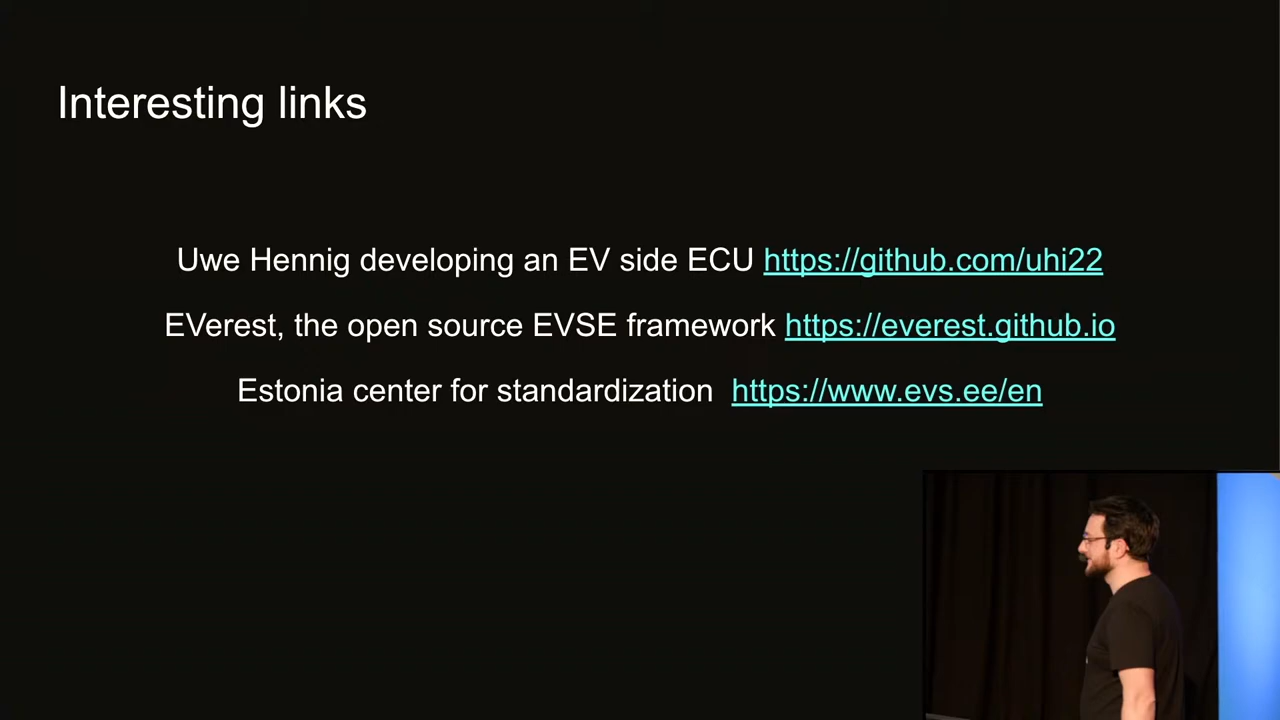 Interesting links
Uwe Hennig developing an EV side ECU https://github.com/uhi22
EVerest, the open source EVSE framework https://everest.github.io
Estonia center for standardization https://www.evs.ee/en